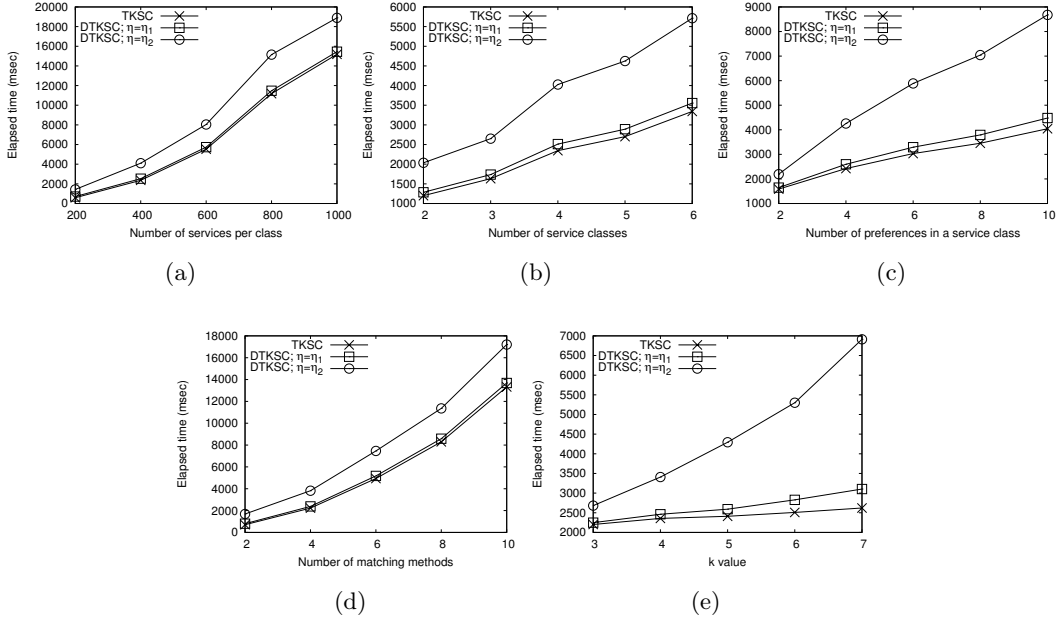 20000
18000
16000
14000
12000
10000
8000
6000
4000
2000
0
200 400 600 800 1000
Elapsed time (msec)
Number of services per class
TKSC
DTKSC; η=η₁
DTKSC; η=η₂
(a)
6000
5500
5000
4500
4000
3500
3000
2500
2000
1500
1000
2 3 4 5 6
Elapsed time (msec)
Number of service classes
TKSC
DTKSC; η=η₁
DTKSC; η=η₂
(b)
9000
8000
7000
6000
5000
4000
3000
2000
1000
2 4 6 8 10
Elapsed time (msec)
Number of preferences in a service class
TKSC
DTKSC; η=η₁
DTKSC; η=η₂
(c)
18000
16000
14000
12000
10000
8000
6000
4000
2000
0
2 4 6 8 10
Elapsed time (msec)
Number of matching methods
TKSC
DTKSC; η=η₁
DTKSC; η=η₂
(d)
7000
6500
6000
5500
5000
4500
4000
3500
3000
2500
2000
3 4 5 6 7
Elapsed time (msec)
k value
TKSC
DTKSC; η=η₁
DTKSC; η=η₂
(e)